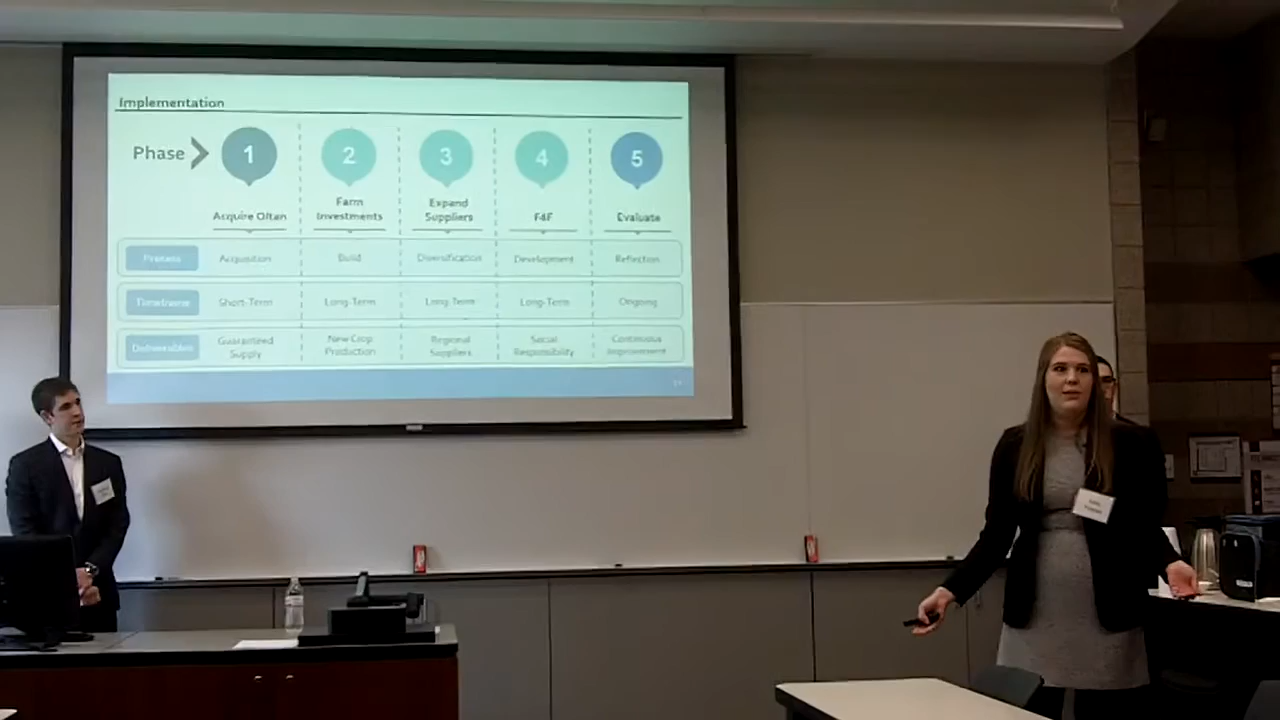 Implementation
Phase
1
2
3
4
5
Acquire Oltan
Farm
Investments
Expand
Suppliers
F4F
Evaluate
Process
Acquisition
Build
Diversification
Development
Reflection
Timeframe
Short-Term
Long-Term
Long-Term
Long-Term
Ongoing
Deliverables
Guaranteed
Supply
New Crop
Production
Regional
Suppliers
Social
Responsibility
Continuous
Improvement